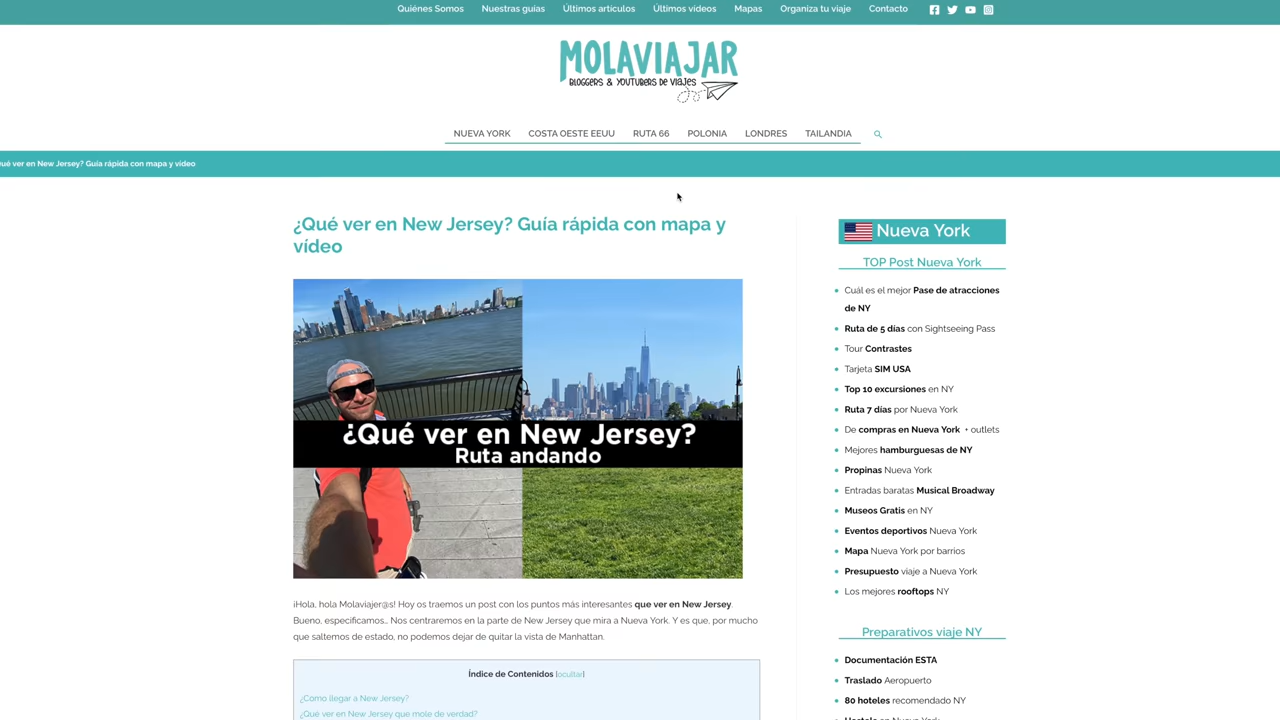 Quiénes Somos Nuestras guías Últimos artículos Últimos vídeos Mapas Organiza tu viaje Contacto
MOLAVIAJAR
BLOGGERS & YOUTUBERS DE VIAJES
NUEVA YORK COSTA OESTE EEUU RUTA 66 POLONIA LONDRES TAILANDIA
ué ver en New Jersey? Guía rápida con mapa y vídeo
¿Qué ver en New Jersey? Guía rápida con mapa y
vídeo
¿Qué ver en New Jersey?
Ruta andando
¡Hola, hola Molaviajer@s! Hoy os traemos un post con los puntos más interesantes que ver en New Jersey.
Bueno, especificamos… Nos centraremos en la parte de New Jersey que mira a Nueva York. Y es que, por mucho
que saltemos de estado, no podemos dejar de quitar la vista de Manhattan.
Índice de Contenidos [ocultar]
¿Como llegar a New Jersey?
¿Qué ver en New Jersey que mole de verdad?
Nueva York
TOP Post Nueva York
Cuál es el mejor Pase de atracciones
de NY
Ruta de 5 días con Sightseeing Pass
Tour Contrastes
Tarjeta SIM USA
Top 10 excursiones en NY
Ruta 7 días por Nueva York
De compras en Nueva York + outlets
Mejores hamburguesas de NY
Propinas Nueva York
Entradas baratas Musical Broadway
Museos Gratis en NY
Eventos deportivos Nueva York
Mapa Nueva York por barrios
Presupuesto viaje a Nueva York
Los mejores rooftops NY
Preparativos viaje NY
Documentación ESTA
Traslado Aeropuerto
80 hoteles recomendado NY
Hostels en Nueva York